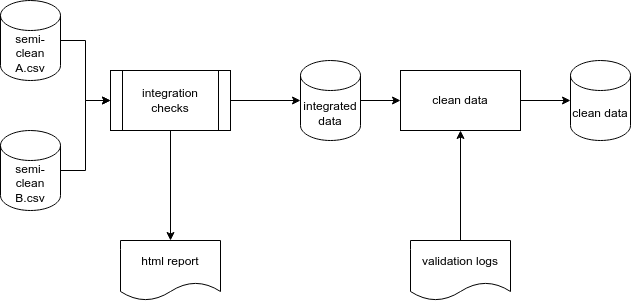 semi-
clean
A.csv
integration
checks
integrated
data
clean data
clean data
semi-
clean
B.csv
html report
validation logs